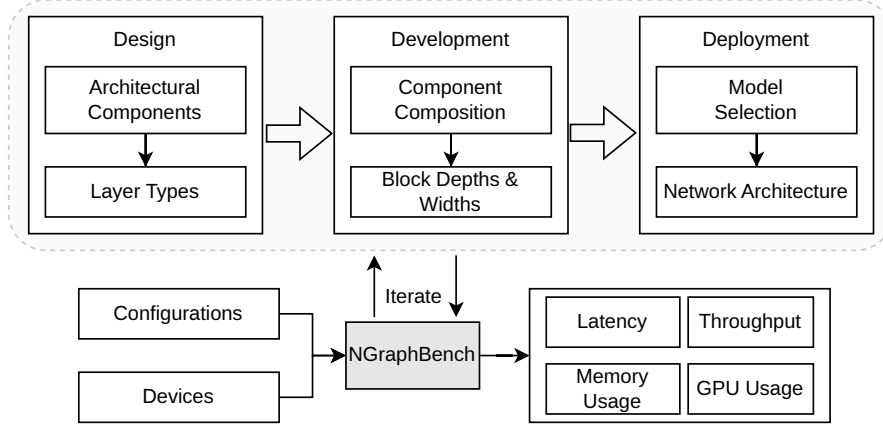 Design
Architectural
Components
Layer Types
Development
Component
Composition
Block Depths &
Widths
Deployment
Model
Selection
Network Architecture
Iterate
Configurations
Devices
NGraphBench
Latency
Throughput
Memory
Usage
GPU Usage